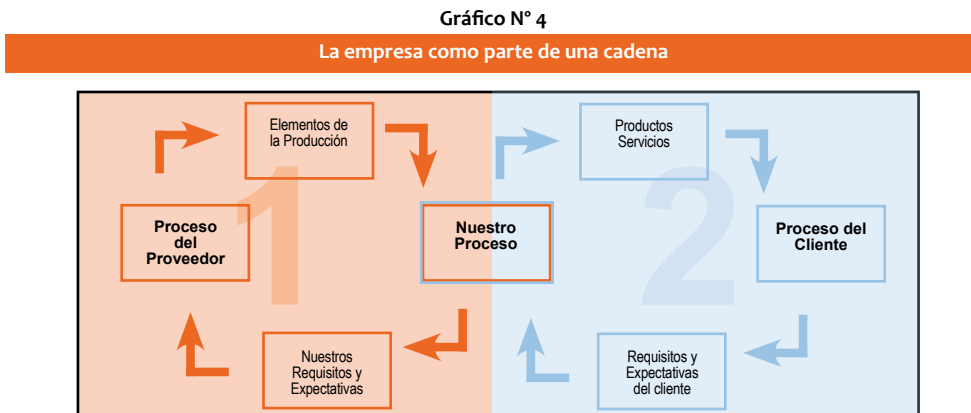 Gráfico N° 4
La empresa como parte de una cadena
Elementos de
la Producción
Productos
Servicios
1
2
Proceso
del
Proveedor
Nuestro
Proceso
Proceso del
Cliente
Nuestros
Requisitos y
Expectativas
Requisitos y
Expectativas
del cliente